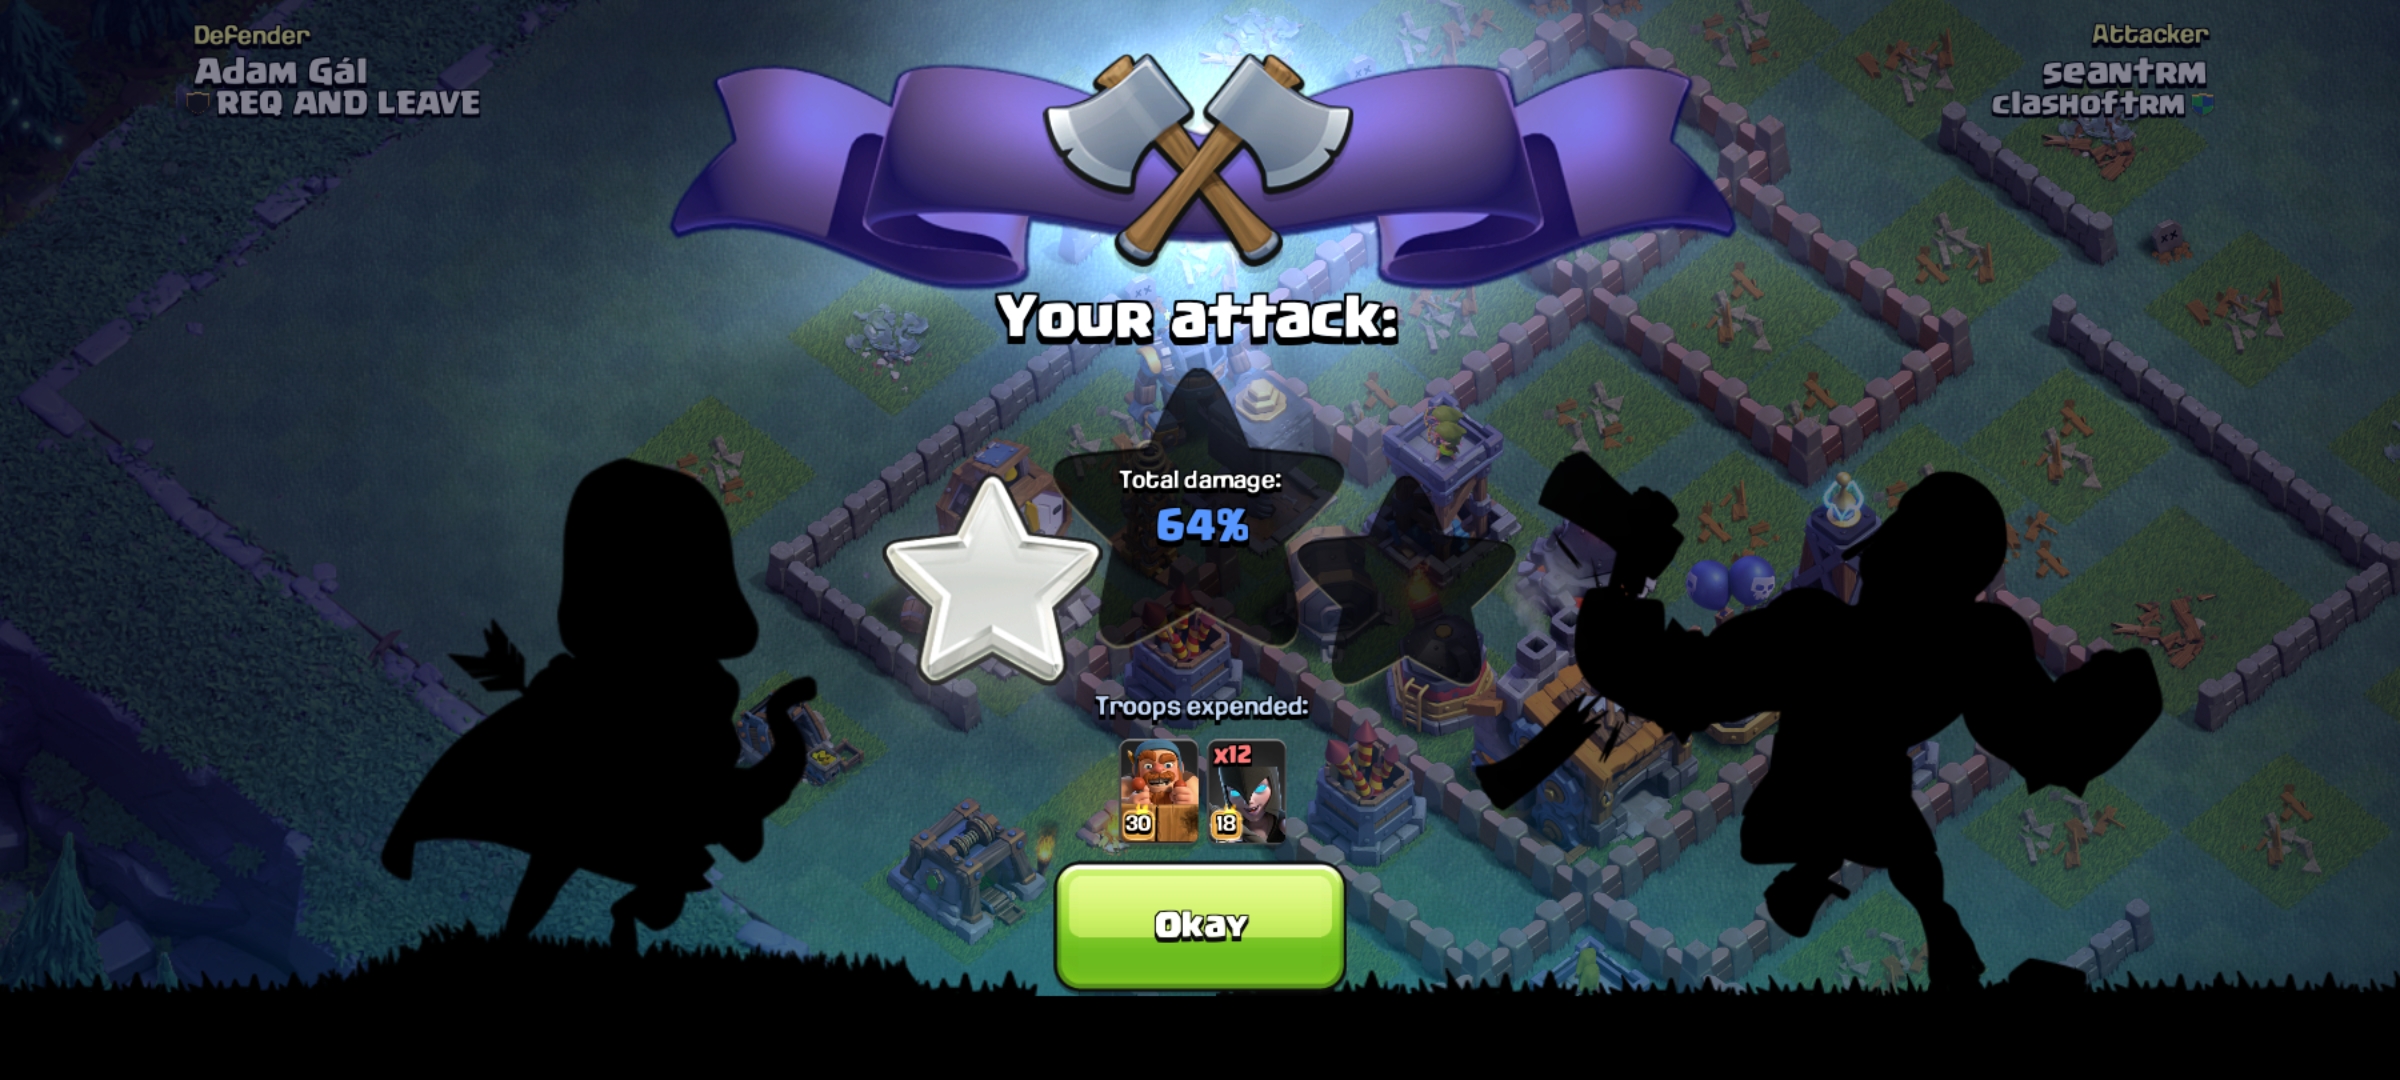 Defender
Adam Gál
REQ AND LEAVE
Attacker
seantRM
clashoftRM
Your attack:
Total damage:
64%
Troops expended:
x12
30
18
Okay